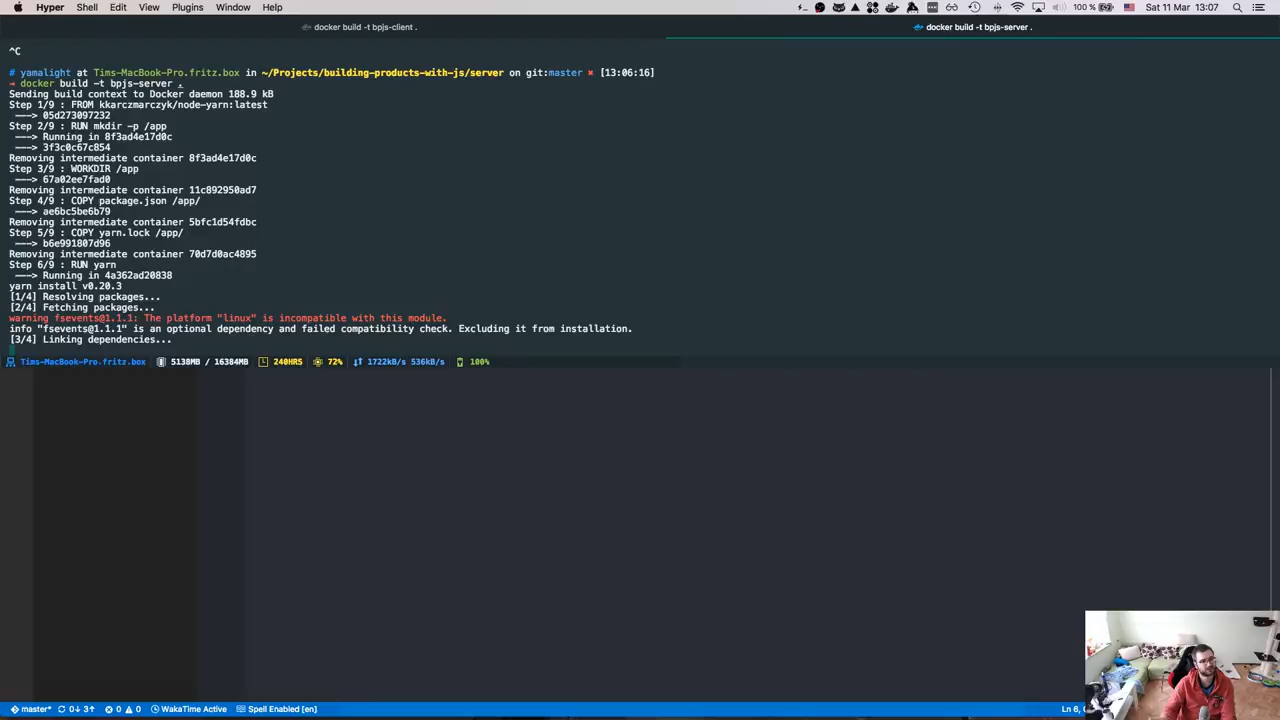 Hyper Shell Edit View Plugins Window Help 100 % Sat 11 Mar 13:07
docker build -t bpjs-client . docker build -t bpjs-server .
^C
# yamalight at Tims-MacBook-Pro.fritz.box in ~/Projects/building-products-with-js/server on git:master ✖ [13:06:16]
→ docker build -t bpjs-server .
Sending build context to Docker daemon 188.9 kB
Step 1/9 : FROM kkarczmarczyk/node-yarn:latest
---> 05d273097232
Step 2/9 : RUN mkdir -p /app
---> Running in 8f3ad4e17d0c
---> 3f3c0c67c854
Removing intermediate container 8f3ad4e17d0c
Step 3/9 : WORKDIR /app
---> 67a02ee7fad0
Removing intermediate container 11c892950ad7
Step 4/9 : COPY package.json /app/
---> ae6bc5be6b79
Removing intermediate container 5bfc1d54fdbc
Step 5/9 : COPY yarn.lock /app/
---> b6e991807d96
Removing intermediate container 70d7d0ac4895
Step 6/9 : RUN yarn
---> Running in 4a362ad20838
yarn install v0.20.3
[1/4] Resolving packages...
[2/4] Fetching packages...
warning fsevents@1.1.1: The platform "linux" is incompatible with this module.
info "fsevents@1.1.1" is an optional dependency and failed compatibility check. Excluding it from installation.
[3/4] Linking dependencies...
Tims-MacBook-Pro.fritz.box 5138MB / 16384MB 240HRS 72% 1722kB/s 536kB/s 100%
master* 0↓ 3↑ 0 0 WakaTime Active Spell Enabled [en] Ln 6,